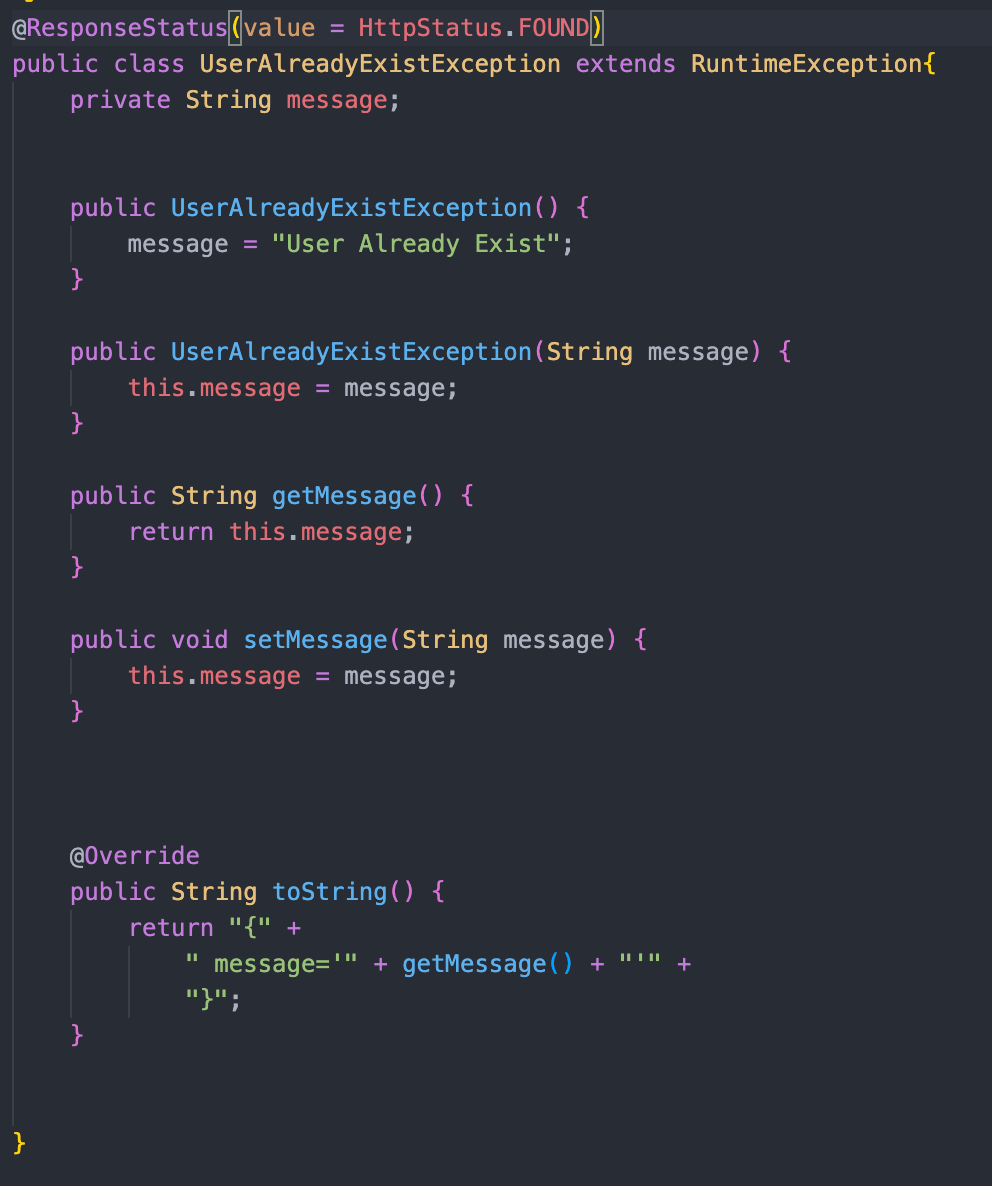 @ResponseStatus(value = HttpStatus.FOUND)
public class UserAlreadyExistException extends RuntimeException{
    private String message;
    public UserAlreadyExistException() {
        message = "User Already Exist";
    }
    public UserAlreadyExistException(String message) {
        this.message = message;
    }
    public String getMessage() {
        return this.message;
    }
    public void setMessage(String message) {
        this.message = message;
    }
    @Override
    public String toString() {
        return "{" +
            " message='" + getMessage() + "'" +
            "}";
    }
}